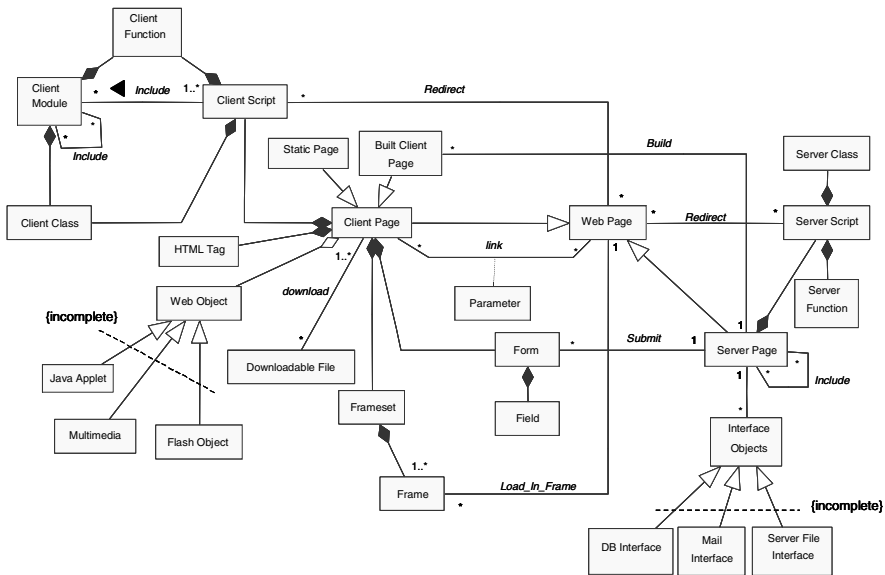 Client
Function
Client
Module
*
Include
1..*
Client Script
*
Redirect
*
*
Include
Static Page
Built Client
Page
*
Build
Server Class
Client Class
Client Page
Web Page
*
*
Redirect
*
Server Script
HTML Tag
1..*
*
link
*
1
Parameter
Server
Function
Web Object
download
{incomplete}
*
Downloadable File
Form
*
Submit
1
1
Server Page
1
*
*
Include
Java Applet
Multimedia
Flash Object
Frameset
Field
*
Interface
Objects
1..*
Frame
*
Load_In_Frame
{incomplete}
DB Interface
Mail
Interface
Server File
Interface